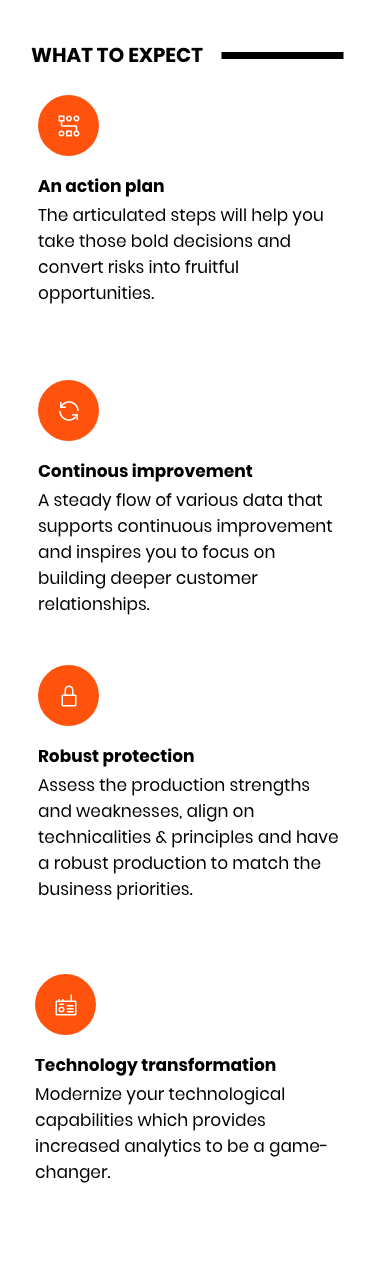 WHAT TO EXPECT
An action plan
The articulated steps will help you
take those bold decisions and
convert risks into fruitful
opportunities.
Continous improvement
A steady flow of various data that
supports continuous improvement
and inspires you to focus on
building deeper customer
relationships.
Robust protection
Assess the production strengths
and weaknesses, align on
technicalities & principles and have
a robust production to match the
business priorities.
Technology transformation
Modernize your technological
capabilities which provides
increased analytics to be a game-
changer.